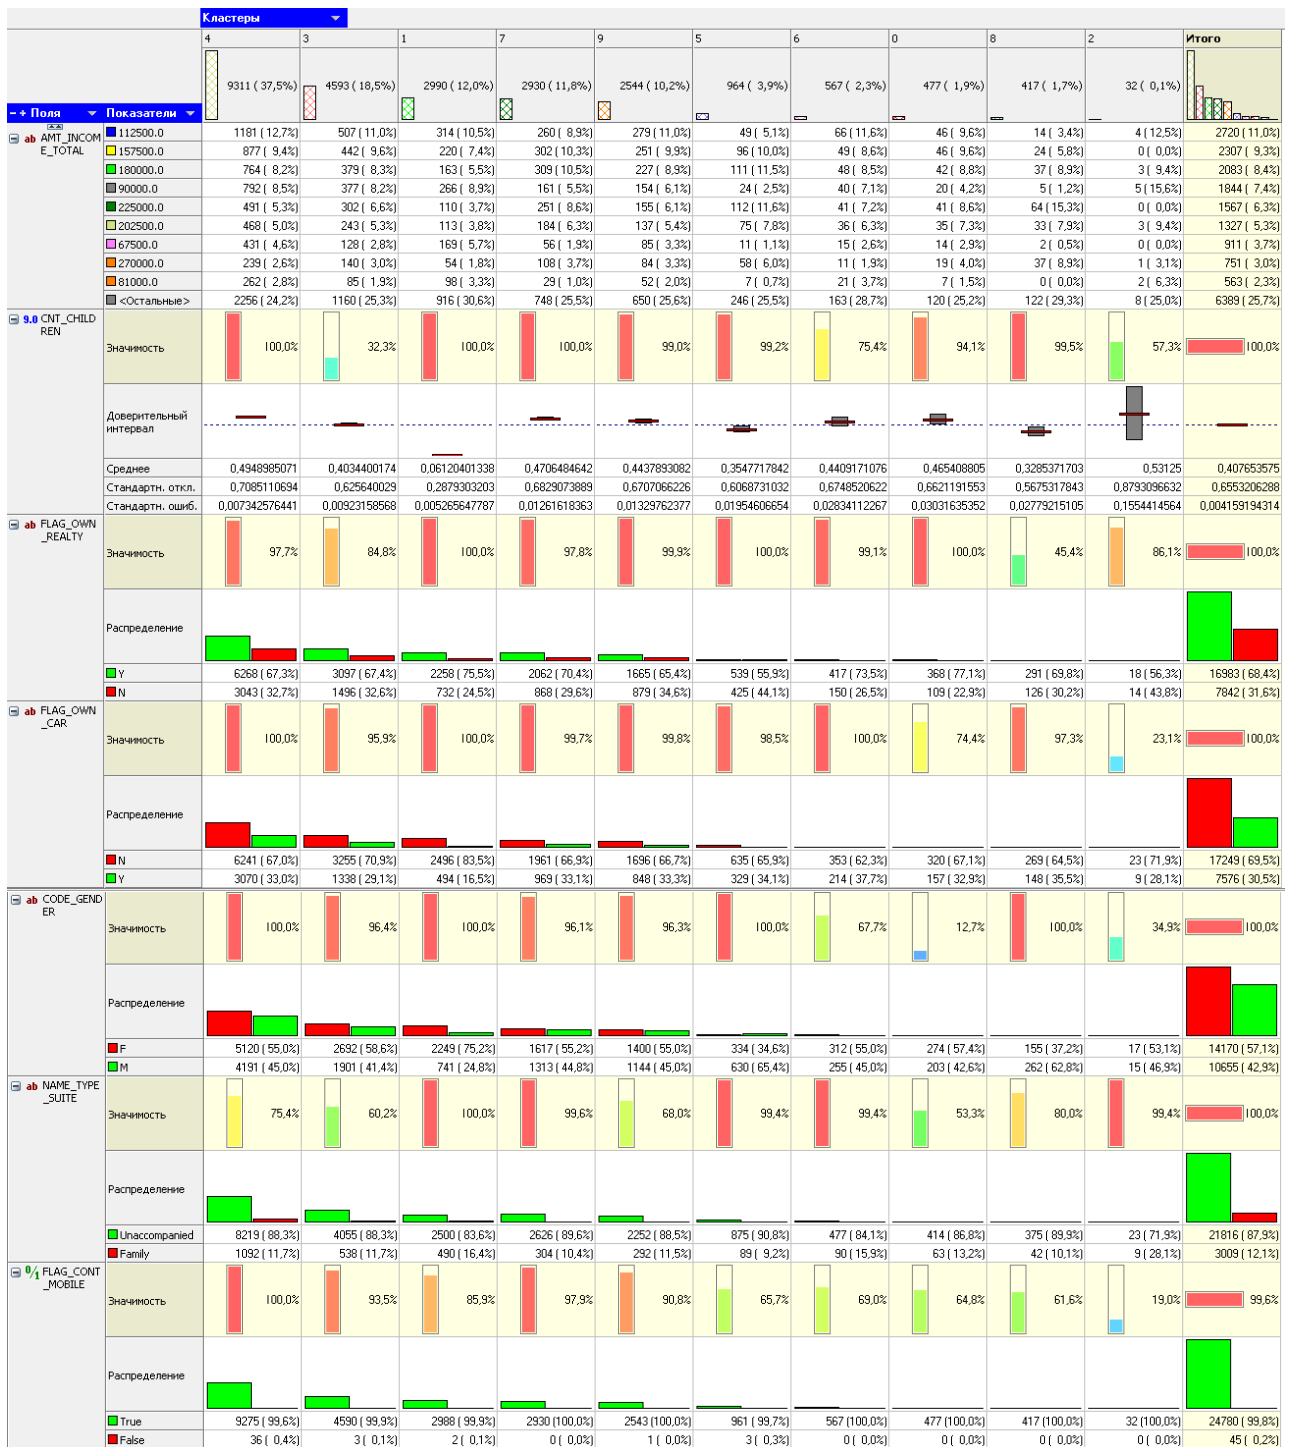 Кластеры
4 3 1 7 9 5 6 0 8 2 Итого
9311 ( 37,5%) 4593 ( 18,5%) 2990 ( 12,0%) 2930 ( 11,8%) 2544 ( 10,2%) 964 ( 3,9%) 567 ( 2,3%) 477 ( 1,9%) 417 ( 1,7%) 32 ( 0,1%)
− + Поля Показатели
ab AMT_INCOM
E_TOTAL
112500.0 1181 ( 12,7%) 507 ( 11,0%) 314 ( 10,5%) 260 ( 8,9%) 279 ( 11,0%) 49 ( 5,1%) 66 ( 11,6%) 46 ( 9,6%) 14 ( 3,4%) 4 ( 12,5%) 2720 ( 11,0%)
157500.0 877 ( 9,4%) 442 ( 9,6%) 220 ( 7,4%) 302 ( 10,3%) 251 ( 9,9%) 96 ( 10,0%) 49 ( 8,6%) 46 ( 9,6%) 24 ( 5,8%) 0 ( 0,0%) 2307 ( 9,3%)
180000.0 764 ( 8,2%) 379 ( 8,3%) 163 ( 5,5%) 309 ( 10,5%) 227 ( 8,9%) 111 ( 11,5%) 48 ( 8,5%) 42 ( 8,8%) 37 ( 8,9%) 3 ( 9,4%) 2083 ( 8,4%)
90000.0 792 ( 8,5%) 377 ( 8,2%) 266 ( 8,9%) 161 ( 5,5%) 154 ( 6,1%) 24 ( 2,5%) 40 ( 7,1%) 20 ( 4,2%) 5 ( 1,2%) 5 ( 15,6%) 1844 ( 7,4%)
225000.0 491 ( 5,3%) 302 ( 6,6%) 110 ( 3,7%) 251 ( 8,6%) 155 ( 6,1%) 112 ( 11,6%) 41 ( 7,2%) 41 ( 8,6%) 64 ( 15,3%) 0 ( 0,0%) 1567 ( 6,3%)
202500.0 468 ( 5,0%) 243 ( 5,3%) 113 ( 3,8%) 184 ( 6,3%) 137 ( 5,4%) 75 ( 7,8%) 36 ( 6,3%) 35 ( 7,3%) 33 ( 7,9%) 3 ( 9,4%) 1327 ( 5,3%)
67500.0 431 ( 4,6%) 128 ( 2,8%) 169 ( 5,7%) 56 ( 1,9%) 85 ( 3,3%) 11 ( 1,1%) 15 ( 2,6%) 14 ( 2,9%) 2 ( 0,5%) 0 ( 0,0%) 911 ( 3,7%)
270000.0 239 ( 2,6%) 140 ( 3,0%) 54 ( 1,8%) 108 ( 3,7%) 84 ( 3,3%) 58 ( 6,0%) 11 ( 1,9%) 19 ( 4,0%) 37 ( 8,9%) 1 ( 3,1%) 751 ( 3,0%)
81000.0 262 ( 2,8%) 85 ( 1,9%) 98 ( 3,3%) 29 ( 1,0%) 52 ( 2,0%) 7 ( 0,7%) 21 ( 3,7%) 7 ( 1,5%) 0 ( 0,0%) 2 ( 6,3%) 563 ( 2,3%)
<Остальные> 2256 ( 24,2%) 1160 ( 25,3%) 916 ( 30,6%) 748 ( 25,5%) 650 ( 25,6%) 246 ( 25,5%) 163 ( 28,7%) 120 ( 25,2%) 122 ( 29,3%) 8 ( 25,0%) 6389 ( 25,7%)
9.0 CNT_CHILD
REN
Значимость 100,0% 32,3% 100,0% 100,0% 99,0% 99,2% 75,4% 94,1% 99,5% 57,3% 100,0%
Доверительный
интервал
Среднее 0,4948985071 0,4034400174 0,06120401338 0,4706484642 0,4437893082 0,3547717842 0,4409171076 0,465408805 0,3285371703 0,53125 0,407653575
Стандартн. откл. 0,7085110694 0,625640029 0,2879303203 0,6829073889 0,6707066226 0,6068731032 0,6748520622 0,6621191553 0,5675317843 0,8793096632 0,6553206288
Стандартн. ошиб. 0,007342576441 0,00923158568 0,005265647787 0,01261618363 0,01329762377 0,01954606654 0,02834112267 0,03031635352 0,02779215105 0,1554414564 0,004159194314
ab FLAG_OWN
_REALTY
Значимость 97,7% 84,8% 100,0% 97,8% 99,9% 100,0% 99,1% 100,0% 45,4% 86,1% 100,0%
Распределение
Y 6268 ( 67,3%) 3097 ( 67,4%) 2258 ( 75,5%) 2062 ( 70,4%) 1665 ( 65,4%) 539 ( 55,9%) 417 ( 73,5%) 368 ( 77,1%) 291 ( 69,8%) 18 ( 56,3%) 16983 ( 68,4%)
N 3043 ( 32,7%) 1496 ( 32,6%) 732 ( 24,5%) 868 ( 29,6%) 879 ( 34,6%) 425 ( 44,1%) 150 ( 26,5%) 109 ( 22,9%) 126 ( 30,2%) 14 ( 43,8%) 7842 ( 31,6%)
ab FLAG_OWN
_CAR
Значимость 100,0% 95,9% 100,0% 99,7% 99,8% 98,5% 100,0% 74,4% 97,3% 23,1% 100,0%
Распределение
N 6241 ( 67,0%) 3255 ( 70,9%) 2496 ( 83,5%) 1961 ( 66,9%) 1696 ( 66,7%) 635 ( 65,9%) 353 ( 62,3%) 320 ( 67,1%) 269 ( 64,5%) 23 ( 71,9%) 17249 ( 69,5%)
Y 3070 ( 33,0%) 1338 ( 29,1%) 494 ( 16,5%) 969 ( 33,1%) 848 ( 33,3%) 329 ( 34,1%) 214 ( 37,7%) 157 ( 32,9%) 148 ( 35,5%) 9 ( 28,1%) 7576 ( 30,5%)
ab CODE_GEND
ER
Значимость 100,0% 96,4% 100,0% 96,1% 96,3% 100,0% 67,7% 12,7% 100,0% 34,9% 100,0%
Распределение
F 5120 ( 55,0%) 2692 ( 58,6%) 2249 ( 75,2%) 1617 ( 55,2%) 1400 ( 55,0%) 334 ( 34,6%) 312 ( 55,0%) 274 ( 57,4%) 155 ( 37,2%) 17 ( 53,1%) 14170 ( 57,1%)
M 4191 ( 45,0%) 1901 ( 41,4%) 741 ( 24,8%) 1313 ( 44,8%) 1144 ( 45,0%) 630 ( 65,4%) 255 ( 45,0%) 203 ( 42,6%) 262 ( 62,8%) 15 ( 46,9%) 10655 ( 42,9%)
ab NAME_TYPE
_SUITE
Значимость 75,4% 60,2% 100,0% 99,6% 68,0% 99,4% 99,4% 53,3% 80,0% 99,4% 100,0%
Распределение
Unaccompanied 8219 ( 88,3%) 4055 ( 88,3%) 2500 ( 83,6%) 2626 ( 89,6%) 2252 ( 88,5%) 875 ( 90,8%) 477 ( 84,1%) 414 ( 86,8%) 375 ( 89,9%) 23 ( 71,9%) 21816 ( 87,9%)
Family 1092 ( 11,7%) 538 ( 11,7%) 490 ( 16,4%) 304 ( 10,4%) 292 ( 11,5%) 89 ( 9,2%) 90 ( 15,9%) 63 ( 13,2%) 42 ( 10,1%) 9 ( 28,1%) 3009 ( 12,1%)
0/1 FLAG_CONT
_MOBILE
Значимость 100,0% 93,5% 85,9% 97,9% 90,8% 65,7% 69,0% 64,8% 61,6% 19,0% 99,6%
Распределение
True 9275 ( 99,6%) 4590 ( 99,9%) 2988 ( 99,9%) 2930 (100,0%) 2543 (100,0%) 961 ( 99,7%) 567 (100,0%) 477 (100,0%) 417 (100,0%) 32 (100,0%) 24780 ( 99,8%)
False 36 ( 0,4%) 3 ( 0,1%) 2 ( 0,1%) 0 ( 0,0%) 1 ( 0,0%) 3 ( 0,3%) 0 ( 0,0%) 0 ( 0,0%) 0 ( 0,0%) 0 ( 0,0%) 45 ( 0,2%)